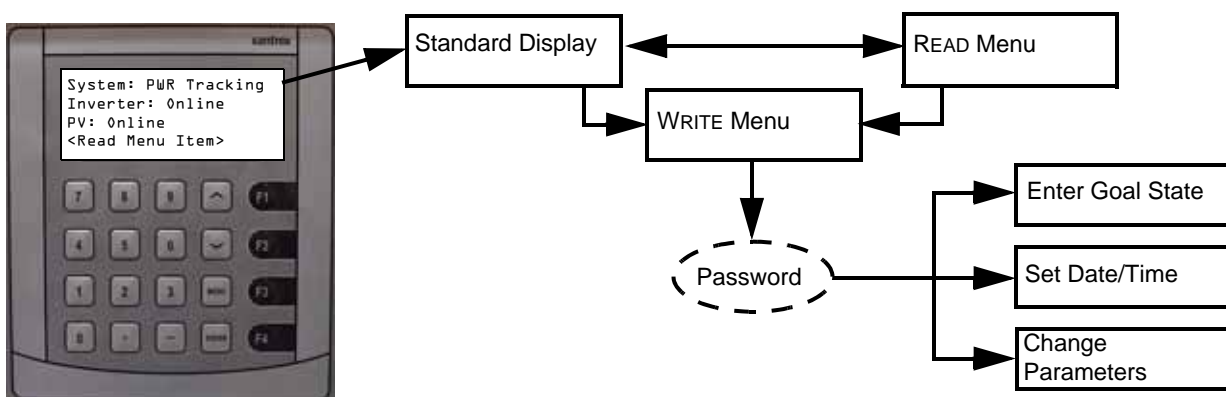 xantrex
System: PWR Tracking
Inverter: Online
PV: Online
<Read Menu Item>
7 8 9 F1
4 5 6 F2
1 2 3 MENU F3
0 • − ENTER F4
Standard Display
READ Menu
WRITE Menu
Password
Enter Goal State
Set Date/Time
Change
Parameters